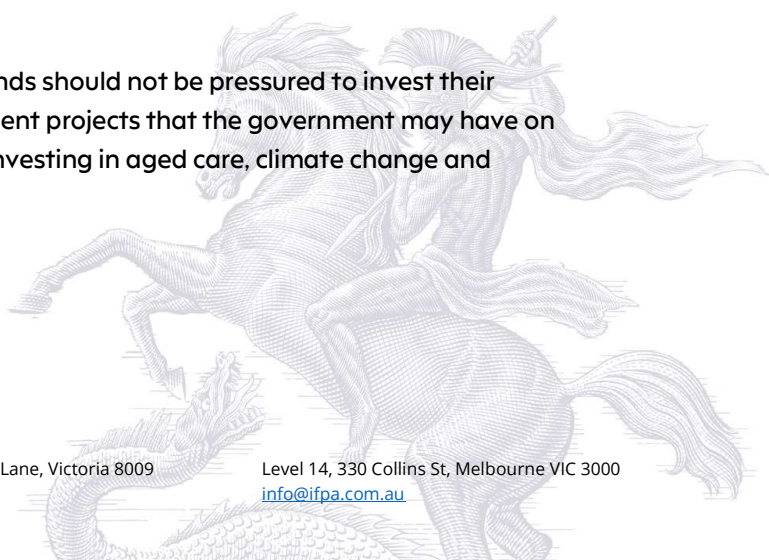 nds should not be pressured to invest their
ent projects that the government may have on
nvesting in aged care, climate change and
Lane, Victoria 8009
Level 14, 330 Collins St, Melbourne VIC 3000
info@ifpa.com.au